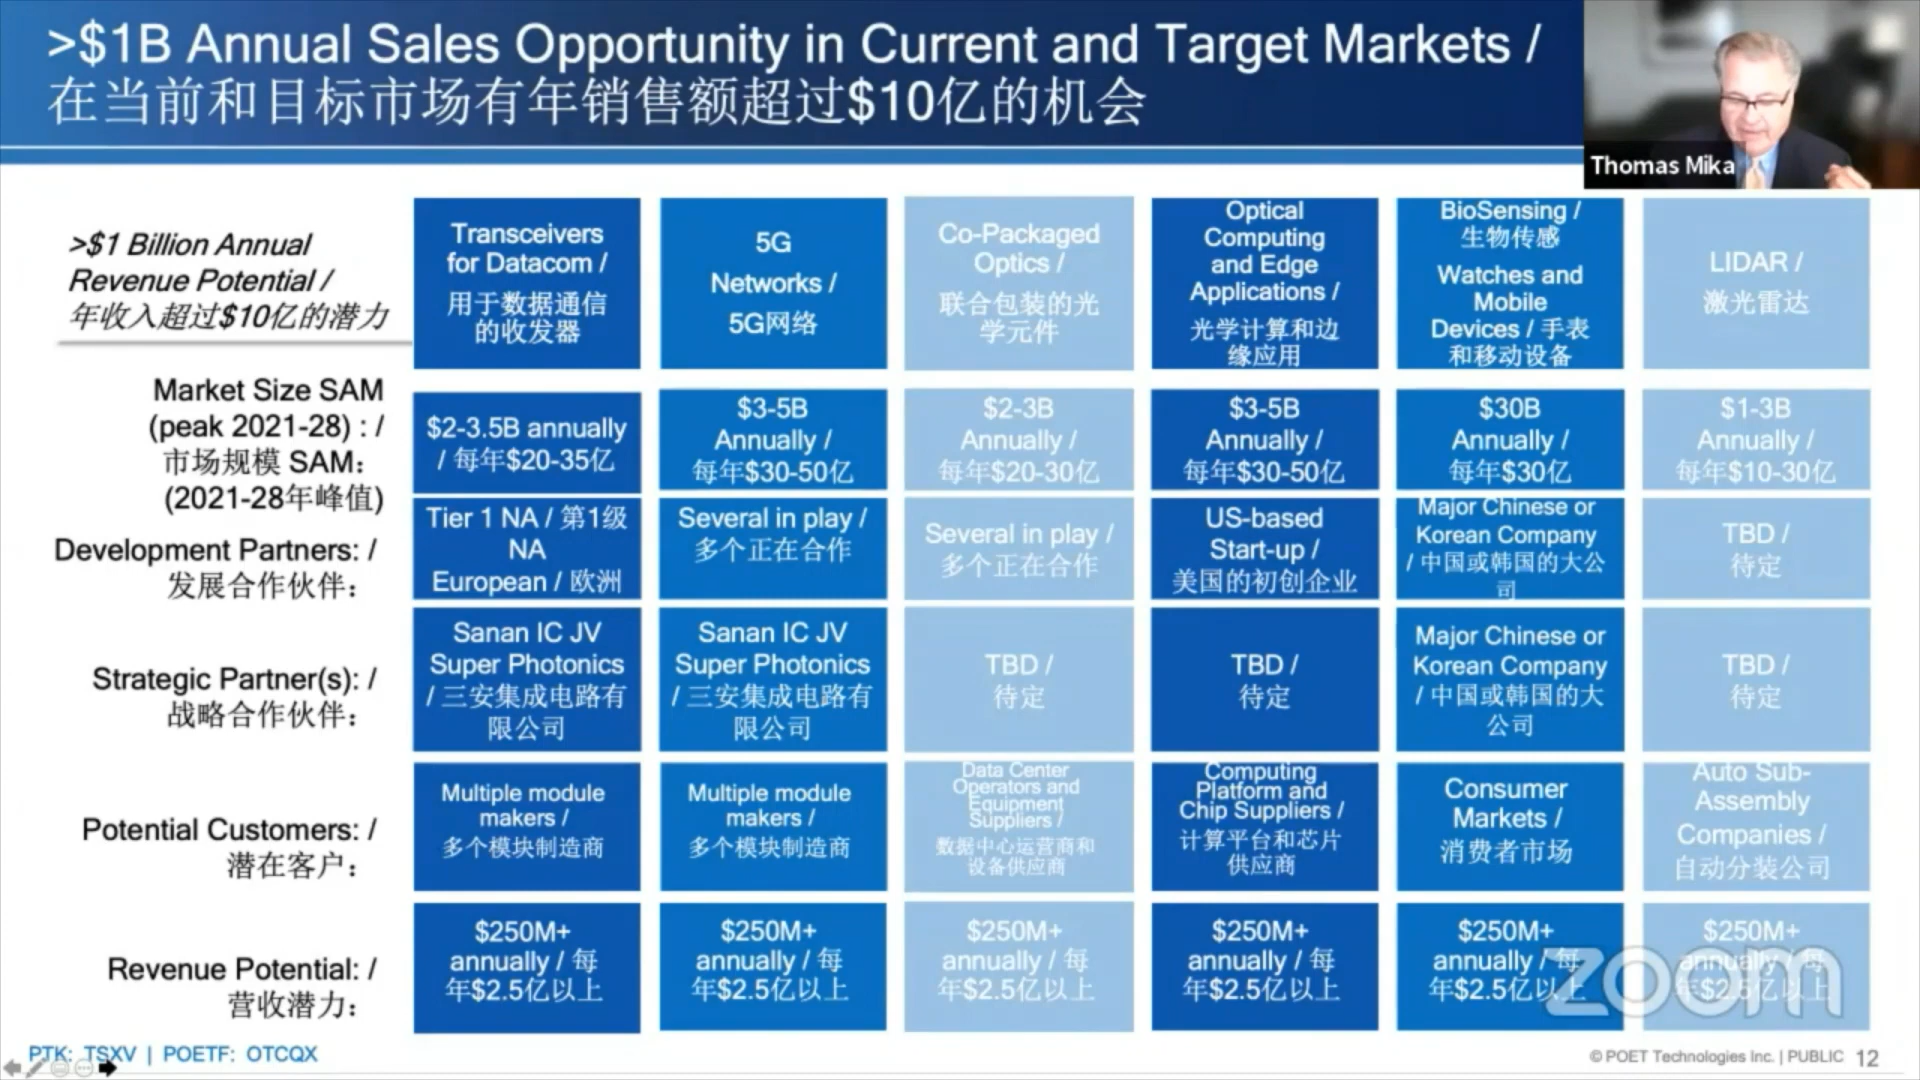 >$1B Annual Sales Opportunity in Current and Target Markets /
在当前和目标市场有年销售额超过$10亿的机会
Thomas Mika
>$1 Billion Annual
Revenue Potential /
年收入超过$10亿的潜力
Transceivers
for Datacom /
用于数据通信
的收发器
5G
Networks /
5G网络
Co-Packaged
Optics /
联合包装的光
学元件
Optical
Computing
and Edge
Applications /
光学计算和边
缘应用
BioSensing /
生物传感
Watches and
Mobile
Devices / 手表
和移动设备
LIDAR /
激光雷达
Market Size SAM
(peak 2021-28) : /
市场规模 SAM:
(2021-28年峰值)
$2-3.5B annually
/ 每年$20-35亿
$3-5B
Annually /
每年$30-50亿
$2-3B
Annually /
每年$20-30亿
$3-5B
Annually /
每年$30-50亿
$30B
Annually /
每年$30亿
$1-3B
Annually /
每年$10-30亿
Development Partners: /
发展合作伙伴:
Tier 1 NA / 第1级
NA
European / 欧洲
Several in play /
多个正在合作
Several in play /
多个正在合作
US-based
Start-up /
美国的初创企业
Major Chinese or
Korean Company
/ 中国或韩国的大公
司
TBD /
待定
Strategic Partner(s): /
战略合作伙伴:
Sanan IC JV
Super Photonics
/ 三安集成电路有
限公司
Sanan IC JV
Super Photonics
/ 三安集成电路有
限公司
TBD /
待定
TBD /
待定
Major Chinese or
Korean Company
/ 中国或韩国的大
公司
TBD /
待定
Potential Customers: /
潜在客户:
Multiple module
makers /
多个模块制造商
Multiple module
makers /
多个模块制造商
Data Center
Operators and
Equipment
Suppliers /
数据中心运营商和
设备供应商
Computing
Platform and
Chip Suppliers /
计算平台和芯片
供应商
Consumer
Markets /
消费者市场
Auto Sub-
Assembly
Companies /
自动分装公司
Revenue Potential: /
营收潜力:
$250M+
annually / 每
年$2.5亿以上
$250M+
annually / 每
年$2.5亿以上
$250M+
annually / 每
年$2.5亿以上
$250M+
annually / 每
年$2.5亿以上
$250M+
annually / 每
年$2.5亿以上
$250M+
annually / 每
年$2.5亿以上
zoom
PTK: TSXV | POETF: OTCQX
© POET Technologies Inc. | PUBLIC 12